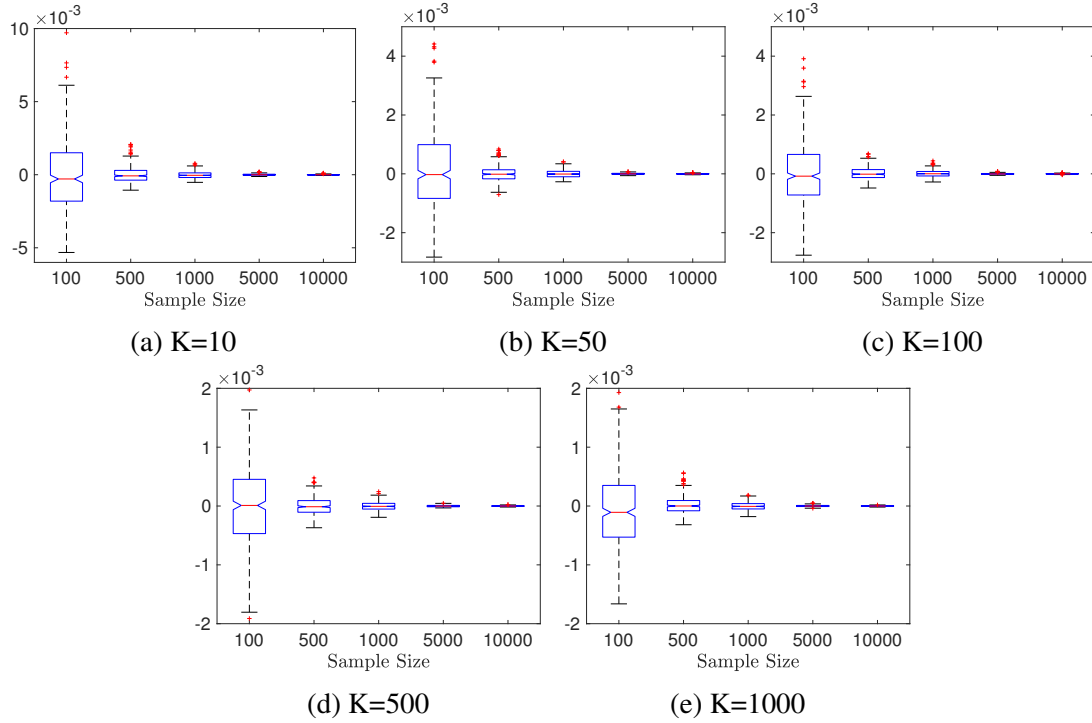 ×10⁻³ ×10⁻³ ×10⁻³
10 4 4
5 2 2
0 0 0
-5 -2 -2
100 500 1000 5000 10000 100 500 1000 5000 10000 100 500 1000 5000 10000
Sample Size Sample Size Sample Size
(a) K=10 (b) K=50 (c) K=100
×10⁻³ ×10⁻³
2 2
1 1
0 0
-1 -1
-2 -2
100 500 1000 5000 10000 100 500 1000 5000 10000
Sample Size Sample Size
(d) K=500 (e) K=1000